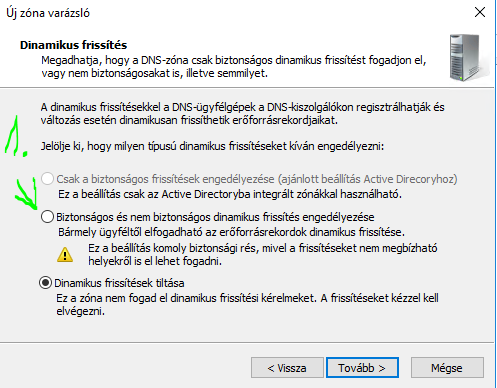 Új zóna varázsló
Dinamikus frissítés
Megadhatja, hogy a DNS-zóna csak biztonságos dinamikus frissítést fogadjon el,
vagy nem biztonságosakat is, illetve semmilyet.
A dinamikus frissítésekkel a DNS-ügyfélgépek a DNS-kiszolgálókon regisztrálhatják és
változás esetén dinamikusan frissíthetik erőforrásrekordjaikat.
1.
Jelölje ki, hogy milyen típusú dinamikus frissítéseket kíván engedélyezni:
Csak a biztonságos frissítések engedélyezése (ajánlott beállítás Active Direcoryhoz)
Ez a beállítás csak az Active Directoryba integrált zónákkal használható.
Biztonságos és nem biztonságos dinamikus frissítés engedélyezése
Bármely ügyféltől elfogadható az erőforrásrekordok dinamikus frissítése.
Ez a beállítás komoly biztonsági rés, mivel a frissítéseket nem megbízható
helyekről is el lehet fogadni.
Dinamikus frissítések tiltása
Ez a zóna nem fogad el dinamikus frissítési kérelmeket. A frissítéseket kézzel kell
elvégezni.
< Vissza Tovább > Mégse